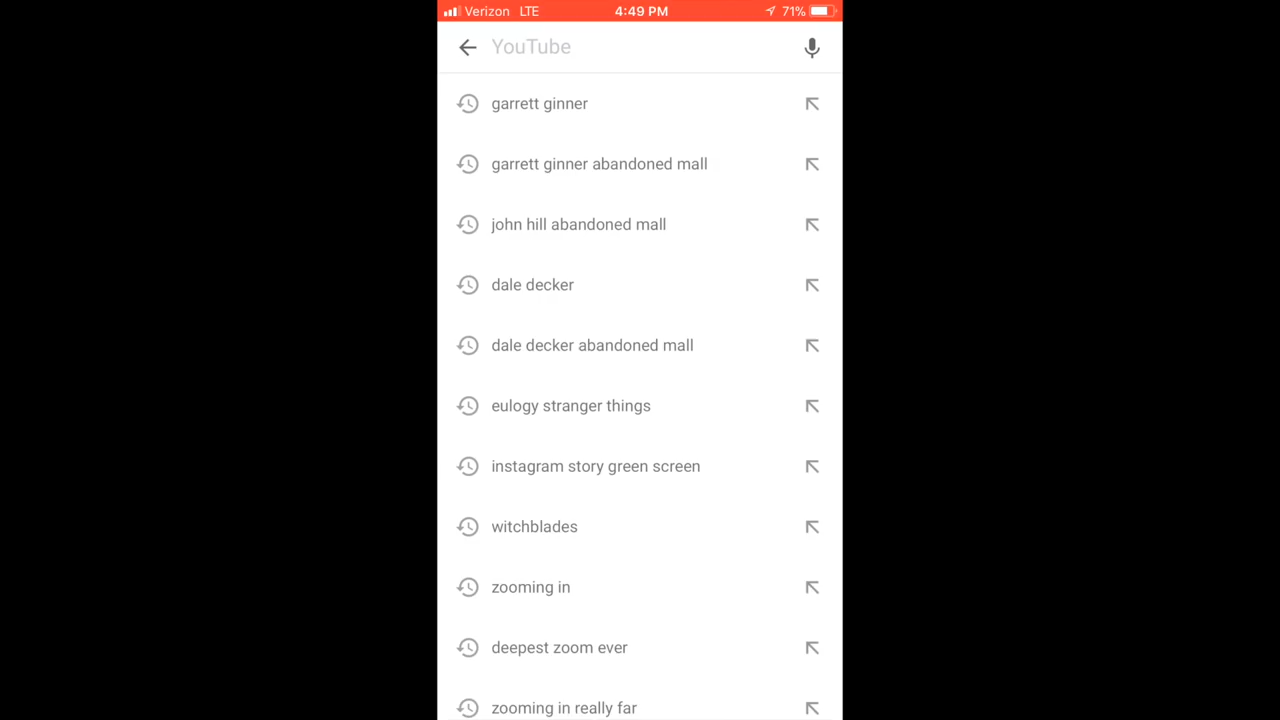 Verizon LTE 4:49 PM 71%
YouTube
garrett ginner
garrett ginner abandoned mall
john hill abandoned mall
dale decker
dale decker abandoned mall
eulogy stranger things
instagram story green screen
witchblades
zooming in
deepest zoom ever
zooming in really far